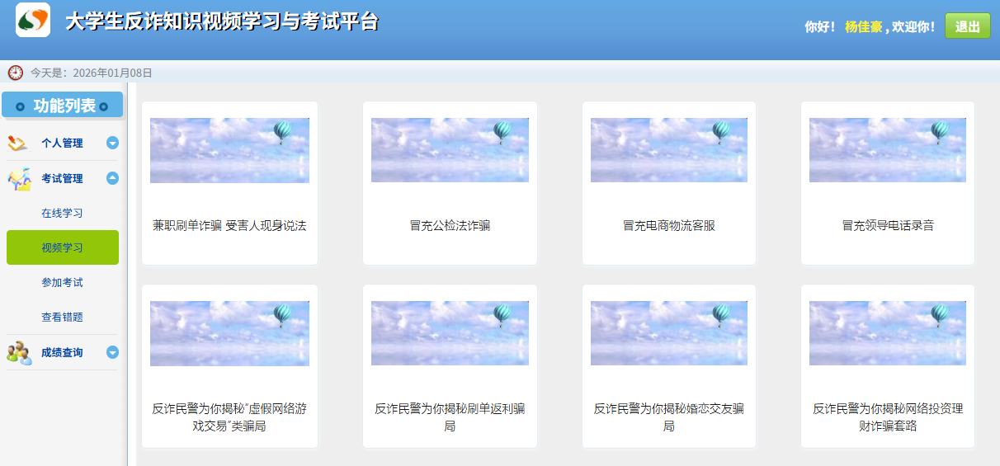 大学生反诈知识视频学习与考试平台
你好! 杨佳豪,欢迎你! 退出
今天是：2026年01月08日
功能列表
个人管理
考试管理
在线学习
视频学习
参加考试
查看错题
成绩查询
兼职刷单诈骗 受害人现身说法
冒充公检法诈骗
冒充电商物流客服
冒充领导电话录音
反诈民警为你揭秘“虚假网络游
戏交易”类骗局
反诈民警为你揭秘刷单返利骗
局
反诈民警为你揭秘婚恋交友骗
局
反诈民警为你揭秘网络投资理
财诈骗套路